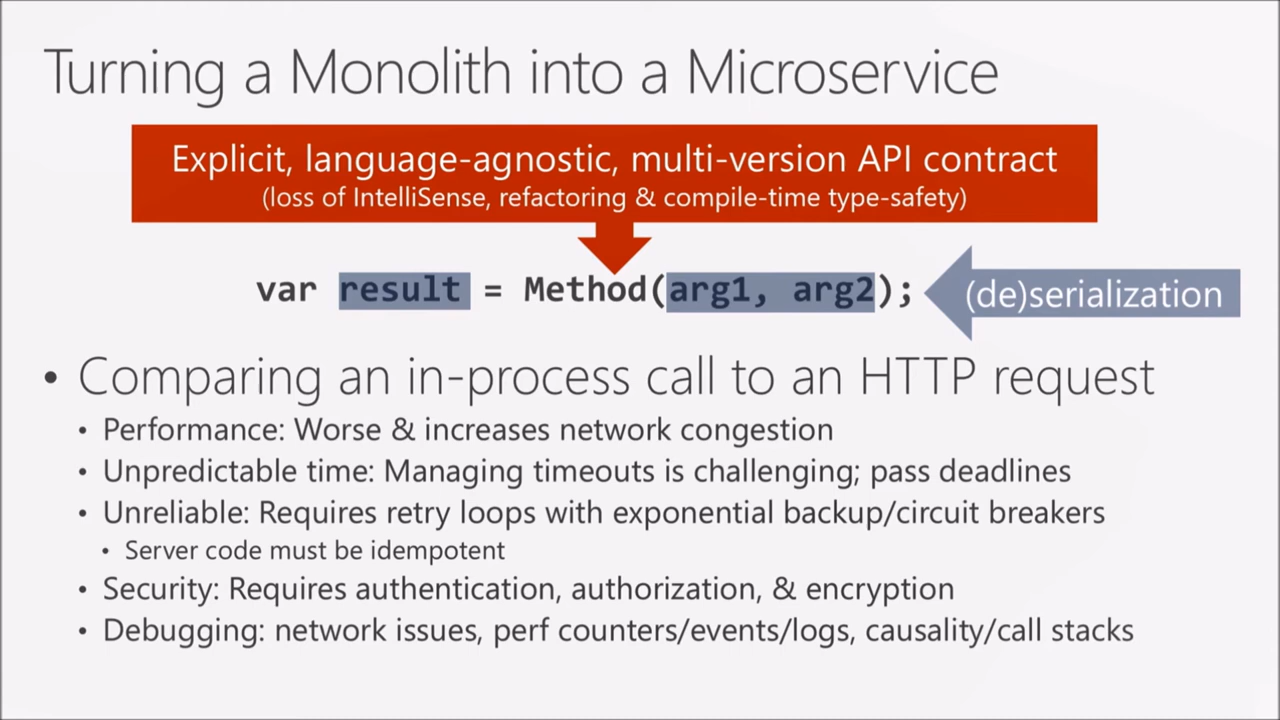 Turning a Monolith into a Microservice
Explicit, language-agnostic, multi-version API contract
(loss of IntelliSense, refactoring & compile-time type-safety)
var result = Method(arg1, arg2);
(de)serialization
• Comparing an in-process call to an HTTP request
• Performance: Worse & increases network congestion
• Unpredictable time: Managing timeouts is challenging; pass deadlines
• Unreliable: Requires retry loops with exponential backup/circuit breakers
• Server code must be idempotent
• Security: Requires authentication, authorization, & encryption
• Debugging: network issues, perf counters/events/logs, causality/call stacks